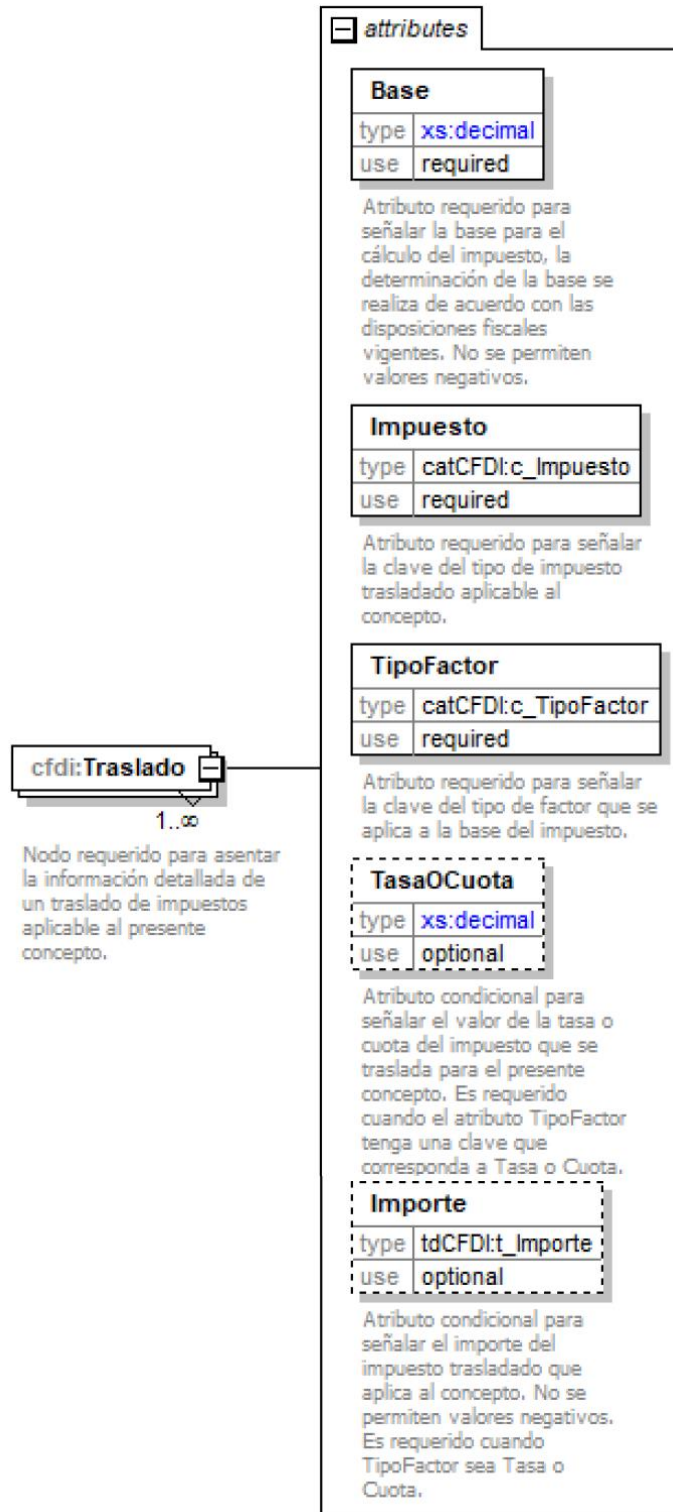 attributes
Base
type xs:decimal
use required
Atributo requerido para
señalar la base para el
cálculo del impuesto, la
determinación de la base se
realiza de acuerdo con las
disposiciones fiscales
vigentes. No se permiten
valores negativos.
Impuesto
type catCFDI:c_Impuesto
use required
Atributo requerido para señalar
la clave del tipo de impuesto
trasladado aplicable al
concepto.
TipoFactor
type catCFDI:c_TipoFactor
use required
Atributo requerido para señalar
la clave del tipo de factor que se
aplica a la base del impuesto.
cfdi:Traslado
1..∞
Nodo requerido para asentar
la información detallada de
un traslado de impuestos
aplicable al presente
concepto.
TasaOCuota
type xs:decimal
use optional
Atributo condicional para
señalar el valor de la tasa o
cuota del impuesto que se
traslada para el presente
concepto. Es requerido
cuando el atributo TipoFactor
tenga una clave que
corresponda a Tasa o Cuota.
Importe
type tdCFDI:t_Importe
use optional
Atributo condicional para
señalar el importe del
impuesto trasladado que
aplica al concepto. No se
permiten valores negativos.
Es requerido cuando
TipoFactor sea Tasa o
Cuota.